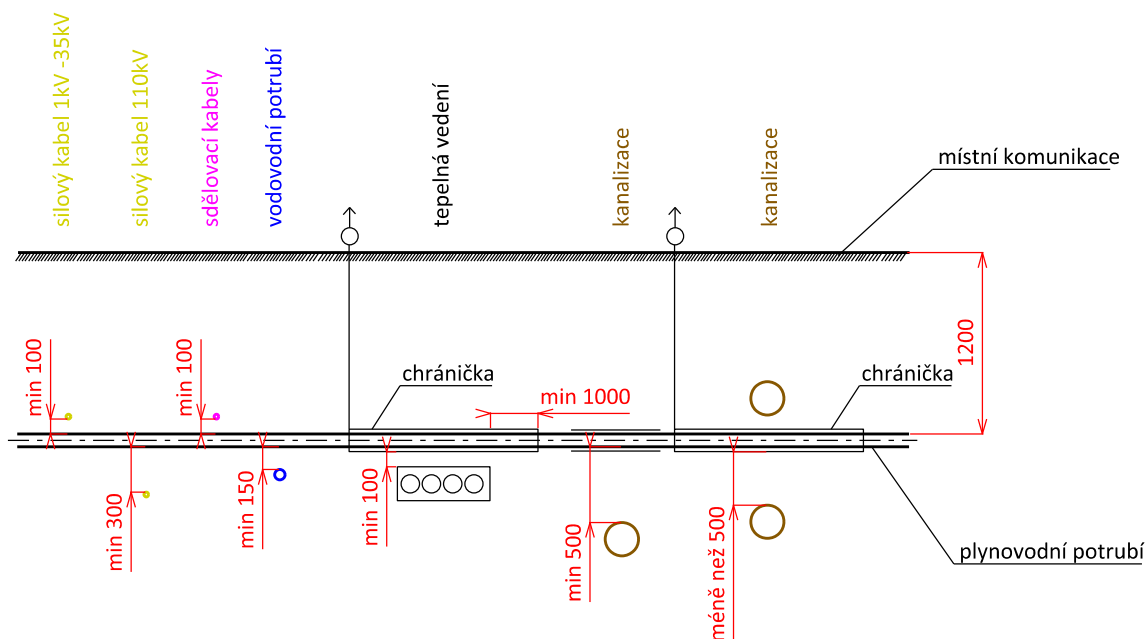 silový kabel 1kV -35kV
silový kabel 110kV
sdělovací kabely
vodovodní potrubí
tepelná vedení
kanalizace
kanalizace
místní komunikace
1200
min 100
min 100
chránička
min 1000
chránička
min 300
min 150
min 100
min 500
méně než 500
plynovodní potrubí